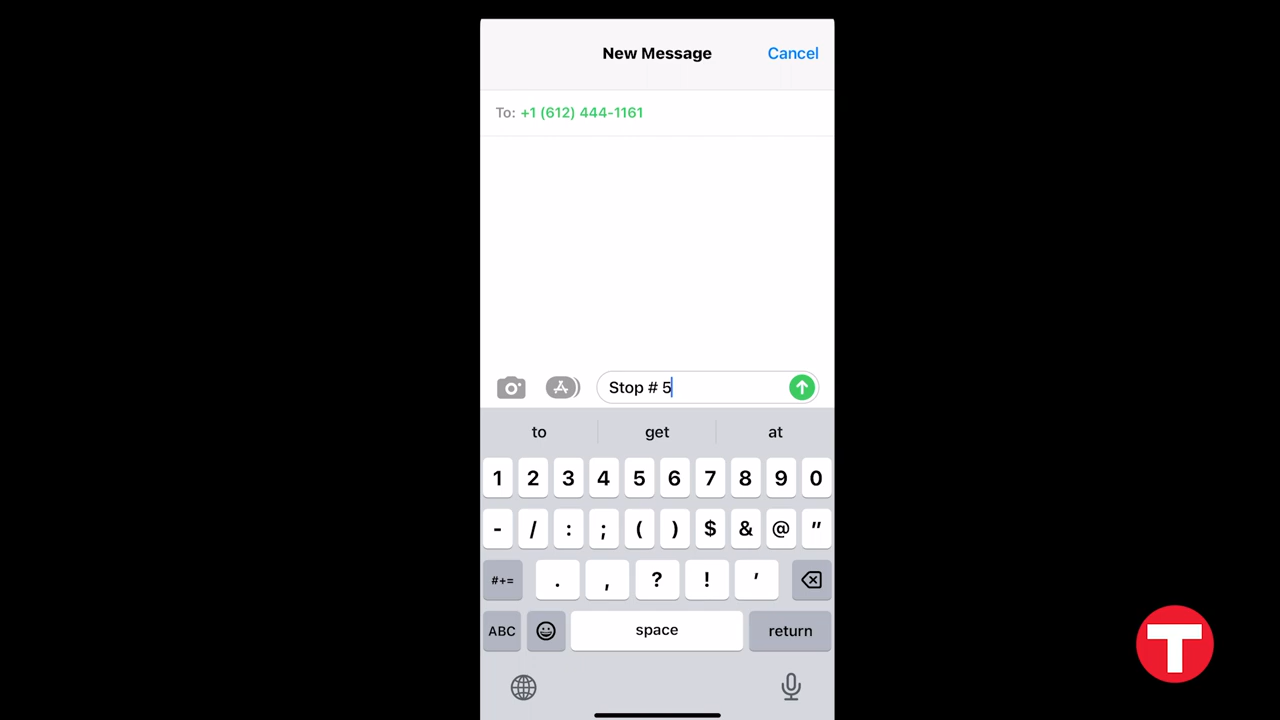 New Message
Cancel
To: +1 (612) 444-1161
Stop # 5
to get at
1 2 3 4 5 6 7 8 9 0
- / : ; ( ) $ & @ "
#+= . , ? ! '
ABC space return
T